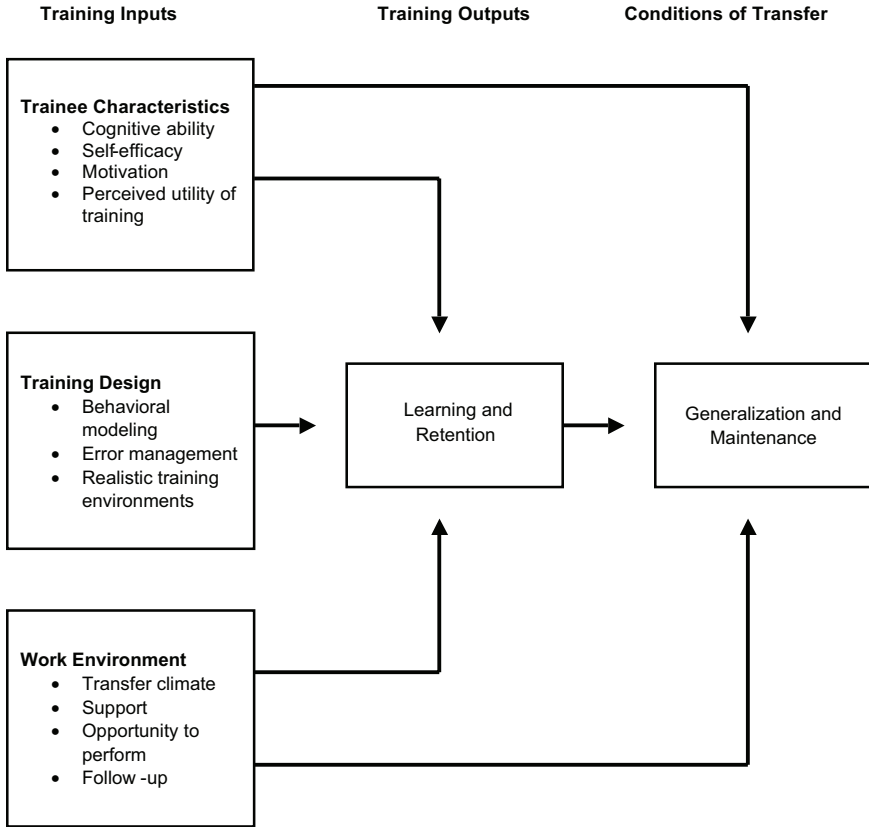 Training Inputs
Training Outputs
Conditions of Transfer
Trainee Characteristics
• Cognitive ability
• Self-efficacy
• Motivation
• Perceived utility of
training
Training Design
• Behavioral
modeling
• Error management
• Realistic training
environments
Learning and
Retention
Generalization and
Maintenance
Work Environment
• Transfer climate
• Support
• Opportunity to
perform
• Follow -up